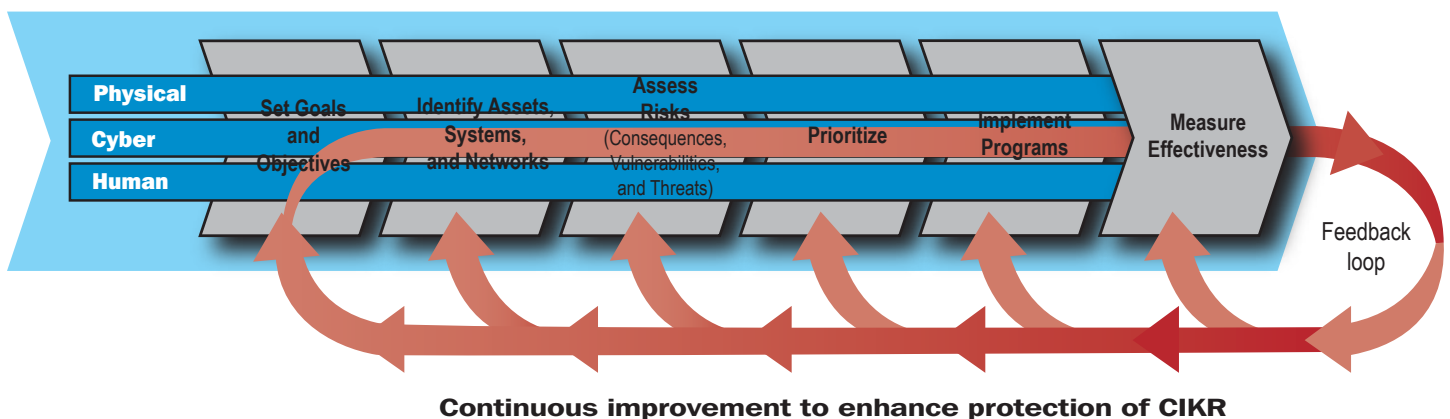 Physical
Cyber
Human
Set Goals
and
Objectives
Identify Assets,
Systems,
and Networks
Assess
Risks
(Consequences,
Vulnerabilities,
and Threats)
Prioritize
Implement
Programs
Measure
Effectiveness
Feedback
loop
Continuous improvement to enhance protection of CIKR